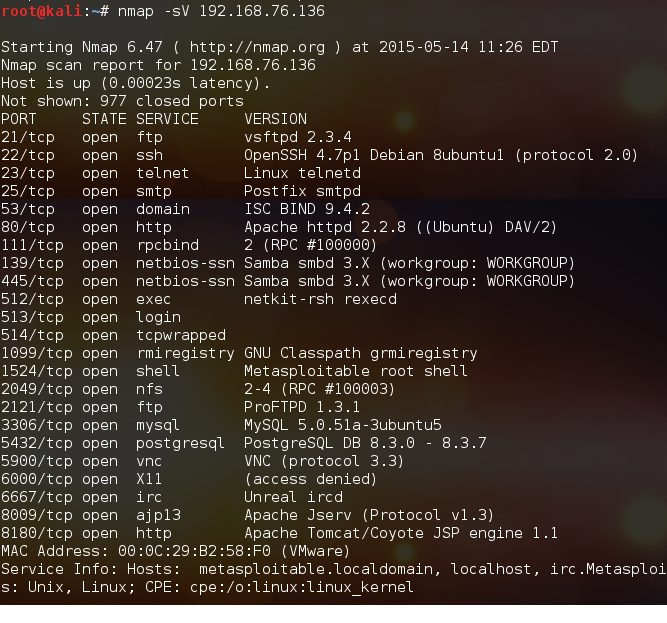 root@kali:~# nmap -sV 192.168.76.136
Starting Nmap 6.47 ( http://nmap.org ) at 2015-05-14 11:26 EDT
Nmap scan report for 192.168.76.136
Host is up (0.00023s latency).
Not shown: 977 closed ports
PORT     STATE SERVICE     VERSION
21/tcp   open  ftp         vsftpd 2.3.4
22/tcp   open  ssh         OpenSSH 4.7p1 Debian 8ubuntu1 (protocol 2.0)
23/tcp   open  telnet      Linux telnetd
25/tcp   open  smtp        Postfix smtpd
53/tcp   open  domain      ISC BIND 9.4.2
80/tcp   open  http        Apache httpd 2.2.8 ((Ubuntu) DAV/2)
111/tcp  open  rpcbind     2 (RPC #100000)
139/tcp  open  netbios-ssn Samba smbd 3.X (workgroup: WORKGROUP)
445/tcp  open  netbios-ssn Samba smbd 3.X (workgroup: WORKGROUP)
512/tcp  open  exec        netkit-rsh rexecd
513/tcp  open  login
514/tcp  open  tcpwrapped
1099/tcp open  rmiregistry GNU Classpath grmiregistry
1524/tcp open  shell       Metasploitable root shell
2049/tcp open  nfs         2-4 (RPC #100003)
2121/tcp open  ftp         ProFTPD 1.3.1
3306/tcp open  mysql       MySQL 5.0.51a-3ubuntu5
5432/tcp open  postgresql  PostgreSQL DB 8.3.0 - 8.3.7
5900/tcp open  vnc         VNC (protocol 3.3)
6000/tcp open  X11         (access denied)
6667/tcp open  irc         Unreal ircd
8009/tcp open  ajp13       Apache Jserv (Protocol v1.3)
8180/tcp open  http        Apache Tomcat/Coyote JSP engine 1.1
MAC Address: 00:0C:29:B2:58:F0 (VMware)
Service Info: Hosts:  metasploitable.localdomain, localhost, irc.Metasploi
s: Unix, Linux; CPE: cpe:/o:linux:linux_kernel